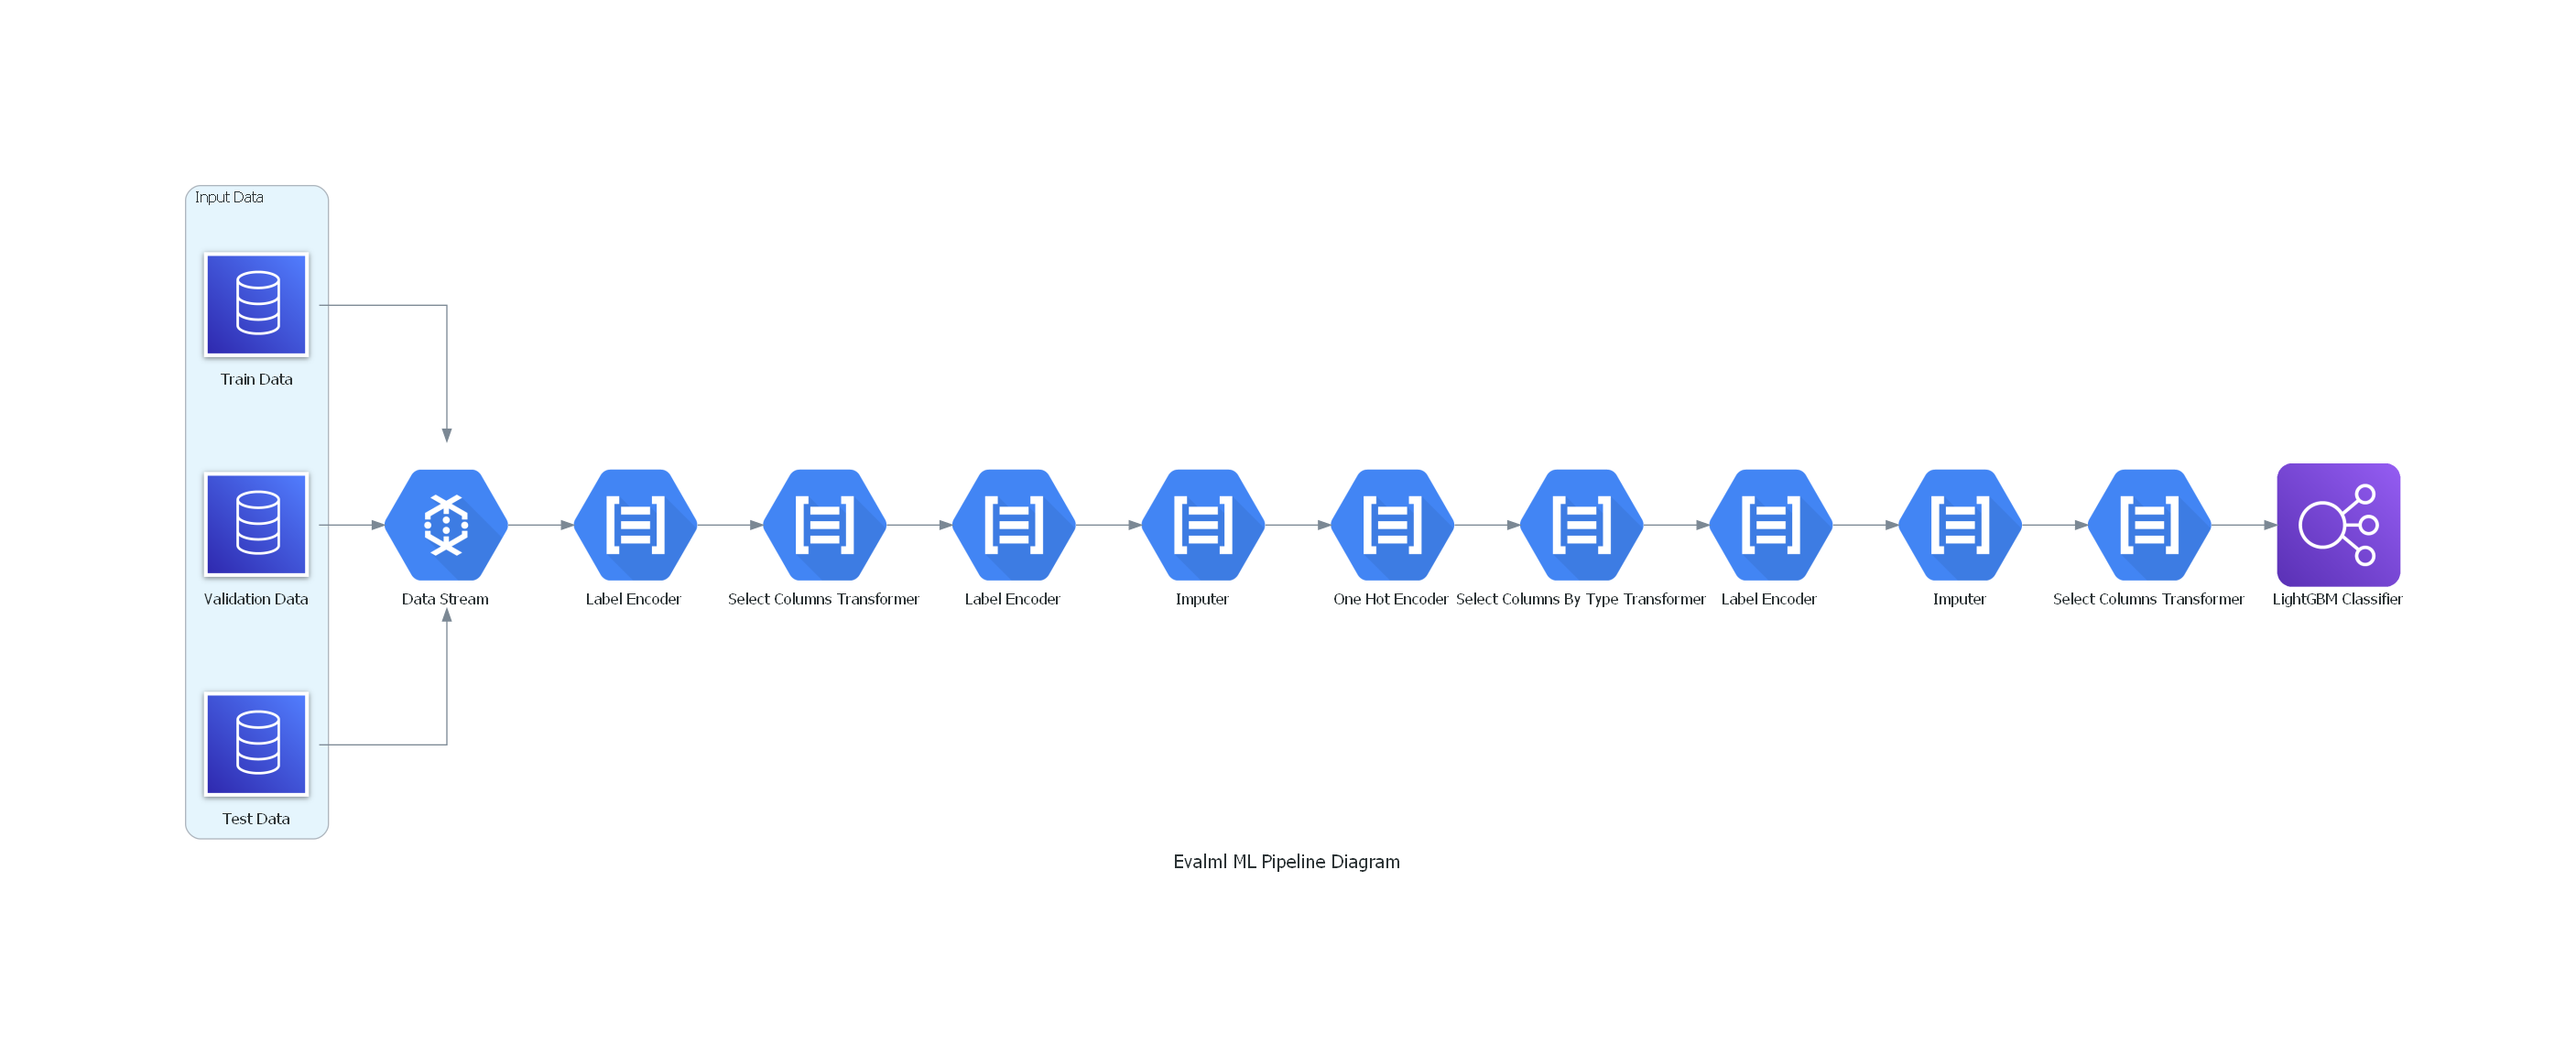 Input Data
Train Data
Validation Data
Test Data
Data Stream
Label Encoder
Select Columns Transformer
Label Encoder
Imputer
One Hot Encoder
Select Columns By Type Transformer
Label Encoder
Imputer
Select Columns Transformer
LightGBM Classifier
Evalml ML Pipeline Diagram